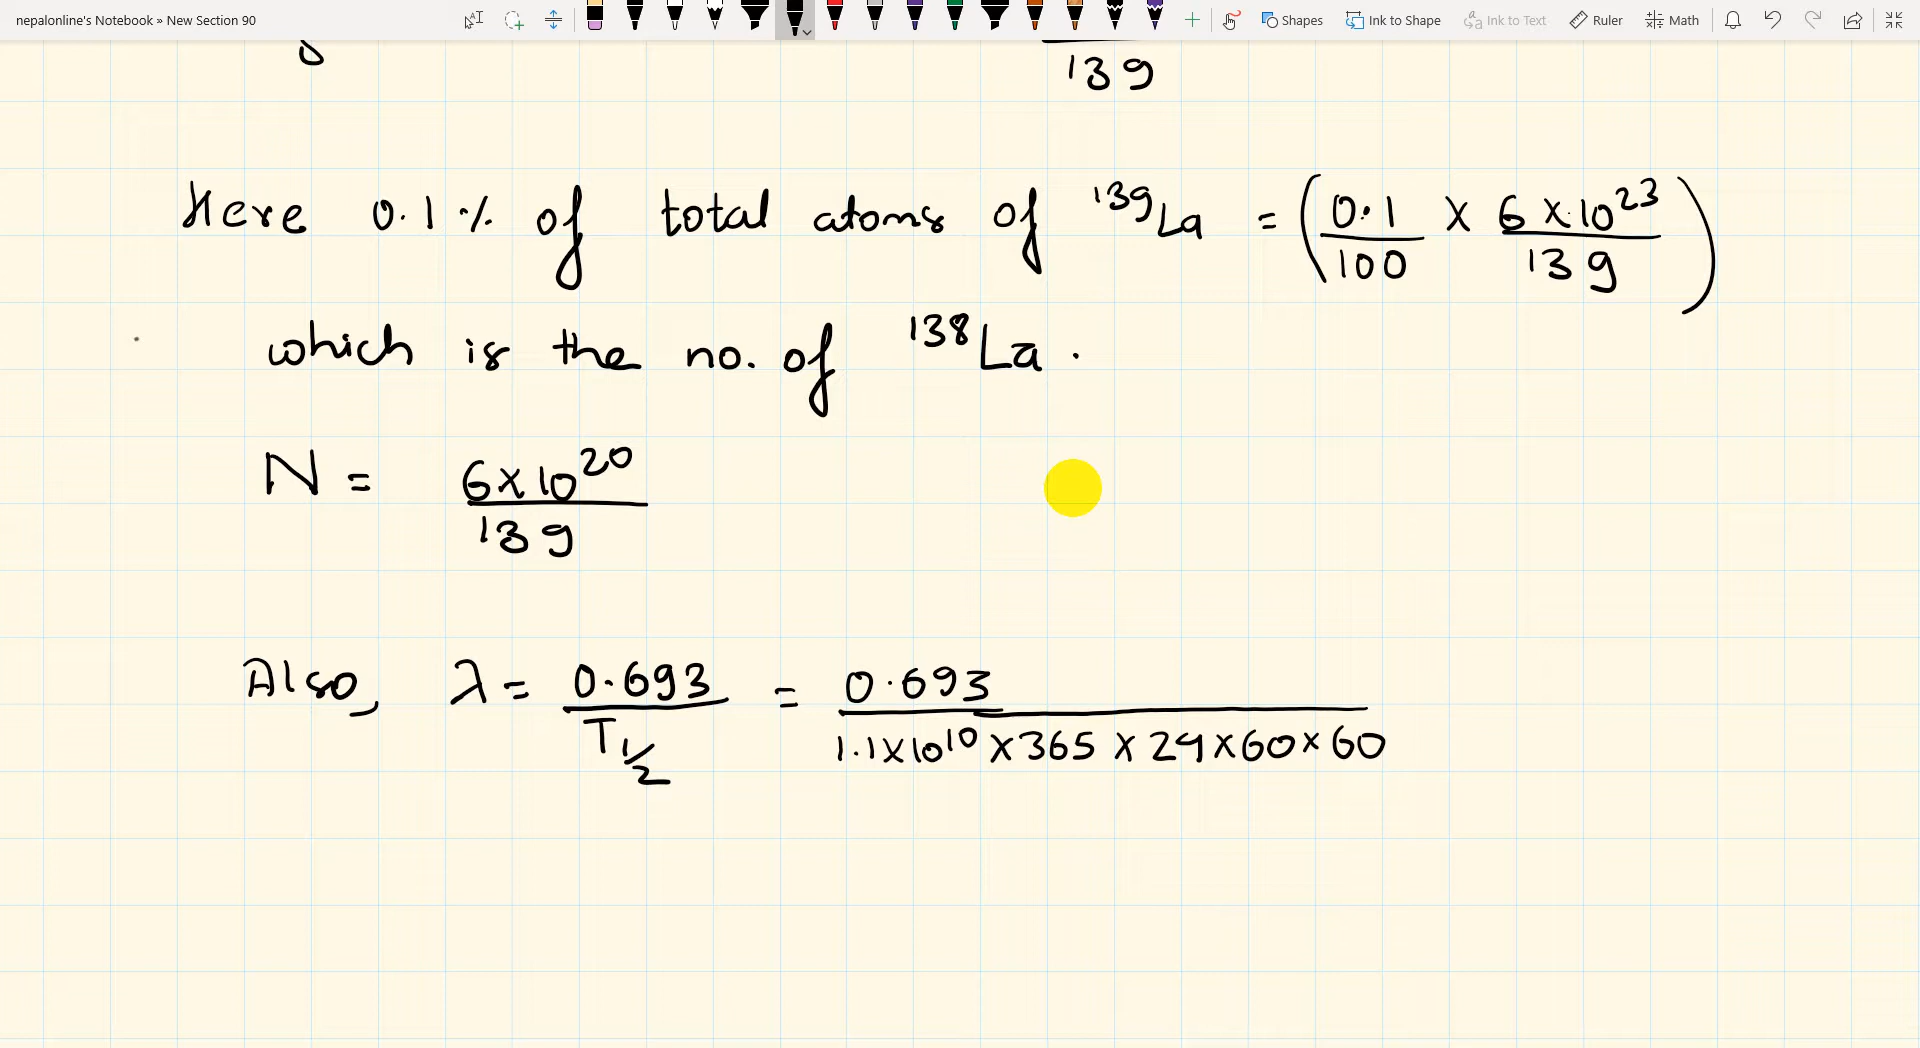 nepalonline's Notebook » New Section 90
Shapes Ink to Shape Ink to Text Ruler Math
139
Here 0.1% of total atoms of ¹³⁹La = (0.1/100 × 6×10²³/139)
which is the no. of ¹³⁸La.
N = 6×10²⁰/139
Also, λ = 0.693/T1/2 = 0.693/1.1×10¹⁰×365×24×60×60